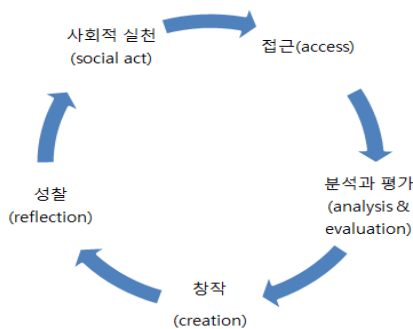 사회적 실천
(social act)
접근(access)
분석과 평가
(analysis &
evaluation)
창작
(creation)
성찰
(reflection)